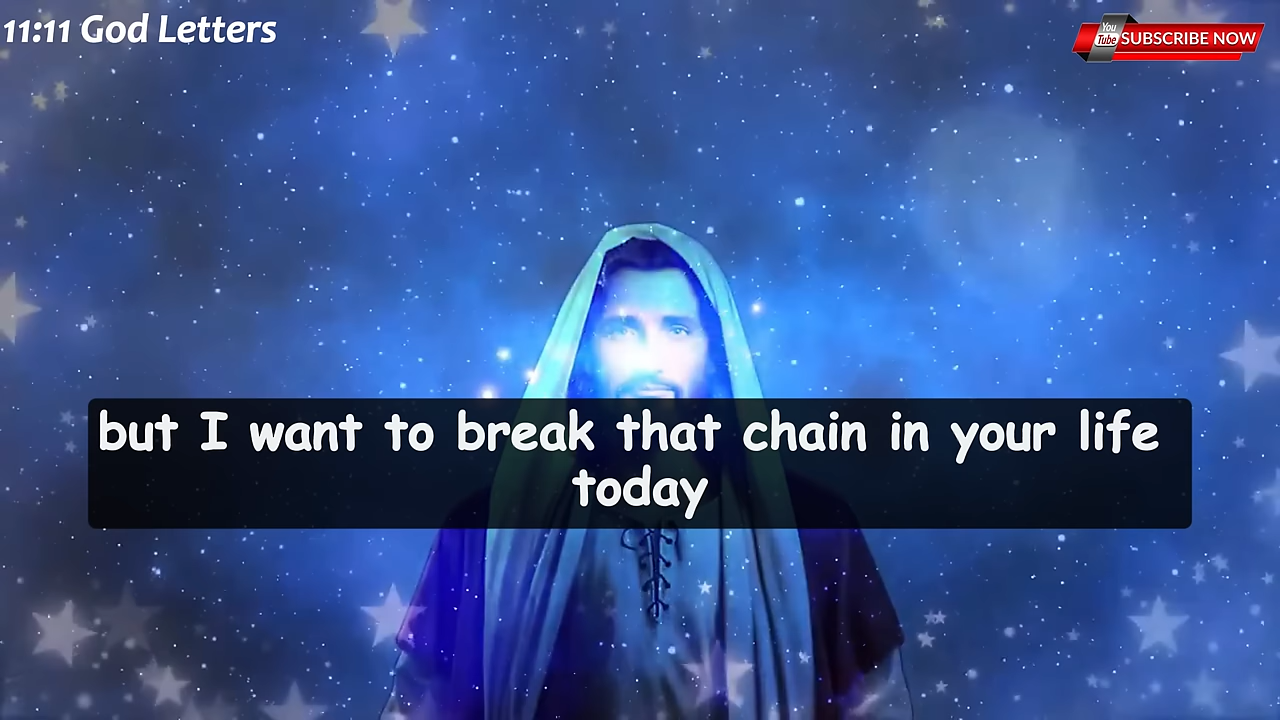 11:11 God Letters
You
Tube
SUBSCRIBE NOW
but I want to break that chain in your life
today